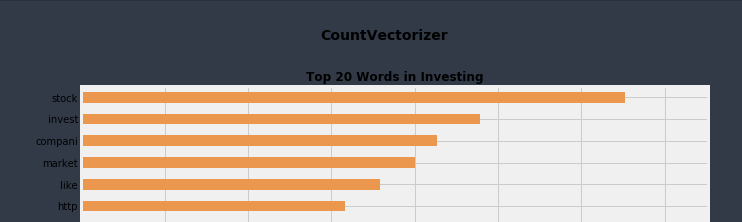 CountVectorizer
Top 20 Words in Investing
stock
invest
compani
market
like
http